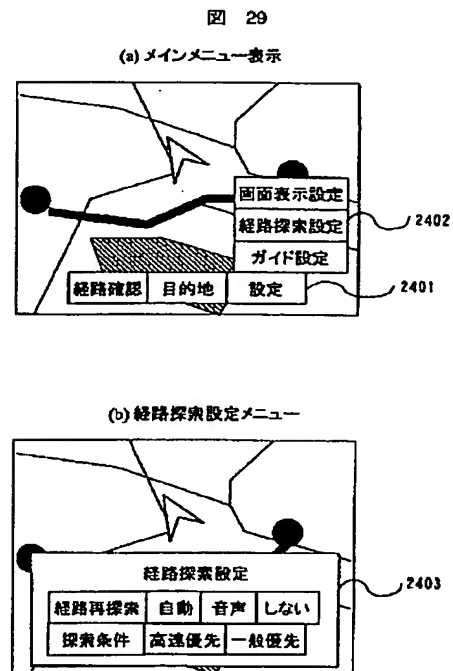 図 29
(a) メインメニュー表示
画面表示設定
経路探索設定
2402
ガイド設定
経路確認 目的地 設定
2401
(b) 経路探索設定メニュー
経路探索設定
2403
経路再探索 自動 音声 しない
探索条件 高速優先 一般優先